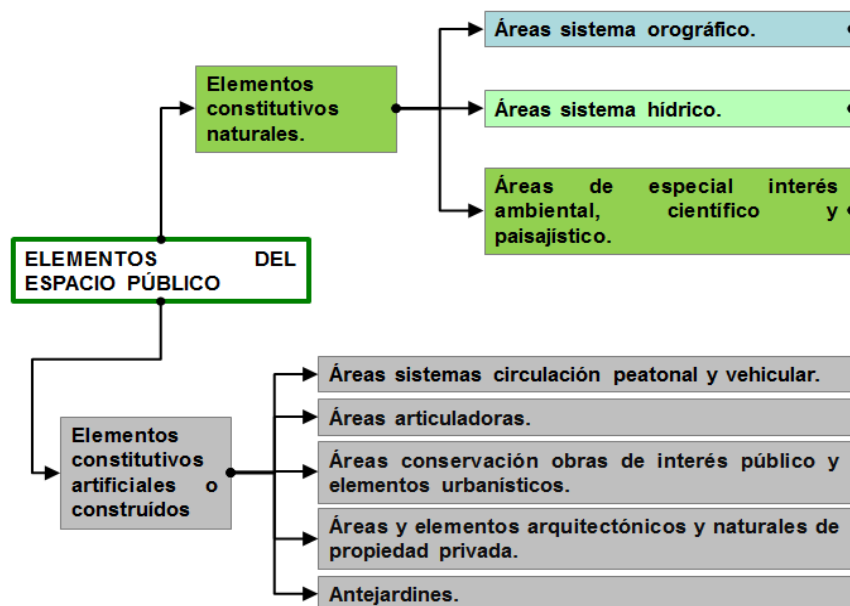 Áreas sistema orográfico.
Elementos
constitutivos
naturales.
Áreas sistema hídrico.
Áreas de especial interés
ambiental, científico y
paisajístico.
ELEMENTOS DEL
ESPACIO PÚBLICO
Áreas sistemas circulación peatonal y vehicular.
Áreas articuladoras.
Elementos
constitutivos
artificiales o
construídos
Áreas conservación obras de interés público y
elementos urbanísticos.
Áreas y elementos arquitectónicos y naturales de
propiedad privada.
Antejardines.